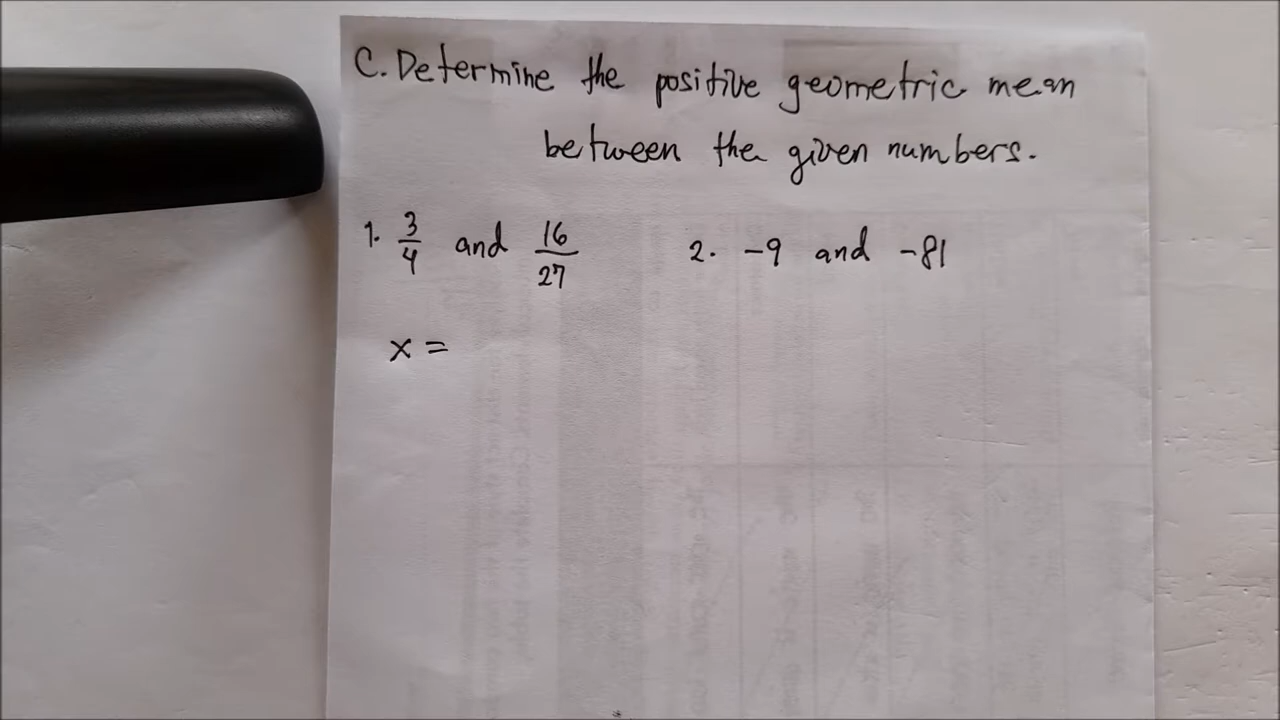 C. Determine the positive geometric mean
between the given numbers.
1. 3/4 and 16/27 2. -9 and -81
x =